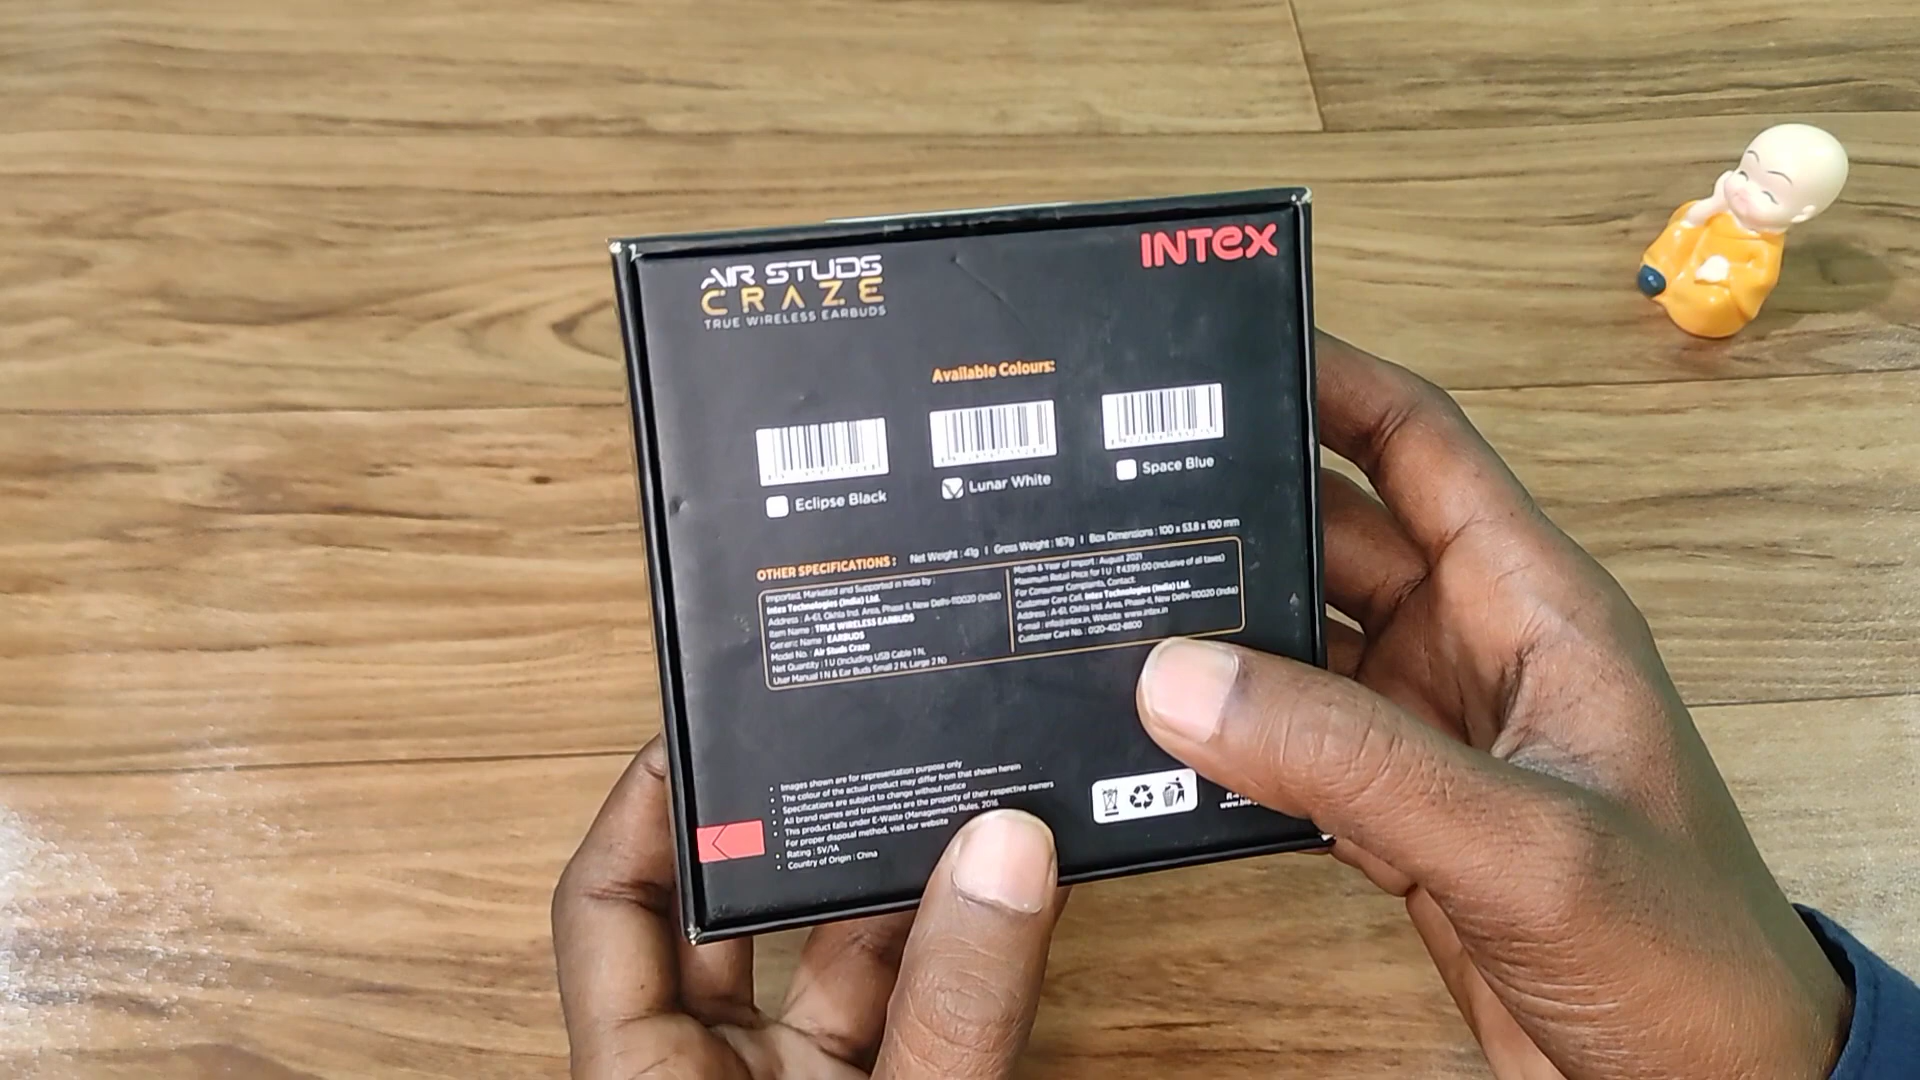 AIR STUDS
CRAZE
TRUE WIRELESS EARBUDS
INTEX
Available Colours:
Eclipse Black
Lunar White
Space Blue
OTHER SPECIFICATIONS : Net Weight : 41g | Gross Weight : 167g | Box Dimensions : 100 x 53.8 x 100 mm
Imported, Marketed and Supported in India by :
Intex Technologies (India) Ltd.
Address : A-61, Okhla Ind. Area, Phase II, New Delhi-110020 (India)
Item Name : TRUE WIRELESS EARBUDS
Generic Name : EARBUDS
Model No. : Air Studs Craze
Net Quantity : 1 U (Including USB Cable 1 N,
User Manual 1 N & Ear Buds Small 2 N, Large 2 N)
Month & Year of Import : August 2021
Maximum Retail Price for 1 U : ₹4399.00 (Inclusive of all taxes)
For Consumer Complaints, Contact:
Customer Care Cell, Intex Technologies (India) Ltd.
Address : A-61, Okhla Ind. Area, Phase-II, New Delhi-110020 (India)
E-mail : info@intex.in, Website: www.intex.in
Customer Care No. : 0120-402-8800
• Images shown are for representation purpose only
• The colour of the actual product may differ from that shown herein
• Specifications are subject to change without notice
• All brand names and trademarks are the property of their respective owners
• This product falls under E-Waste (Management) Rules, 2016
For proper disposal method, visit our website
• Rating : 5V/1A
• Country of Origin : China